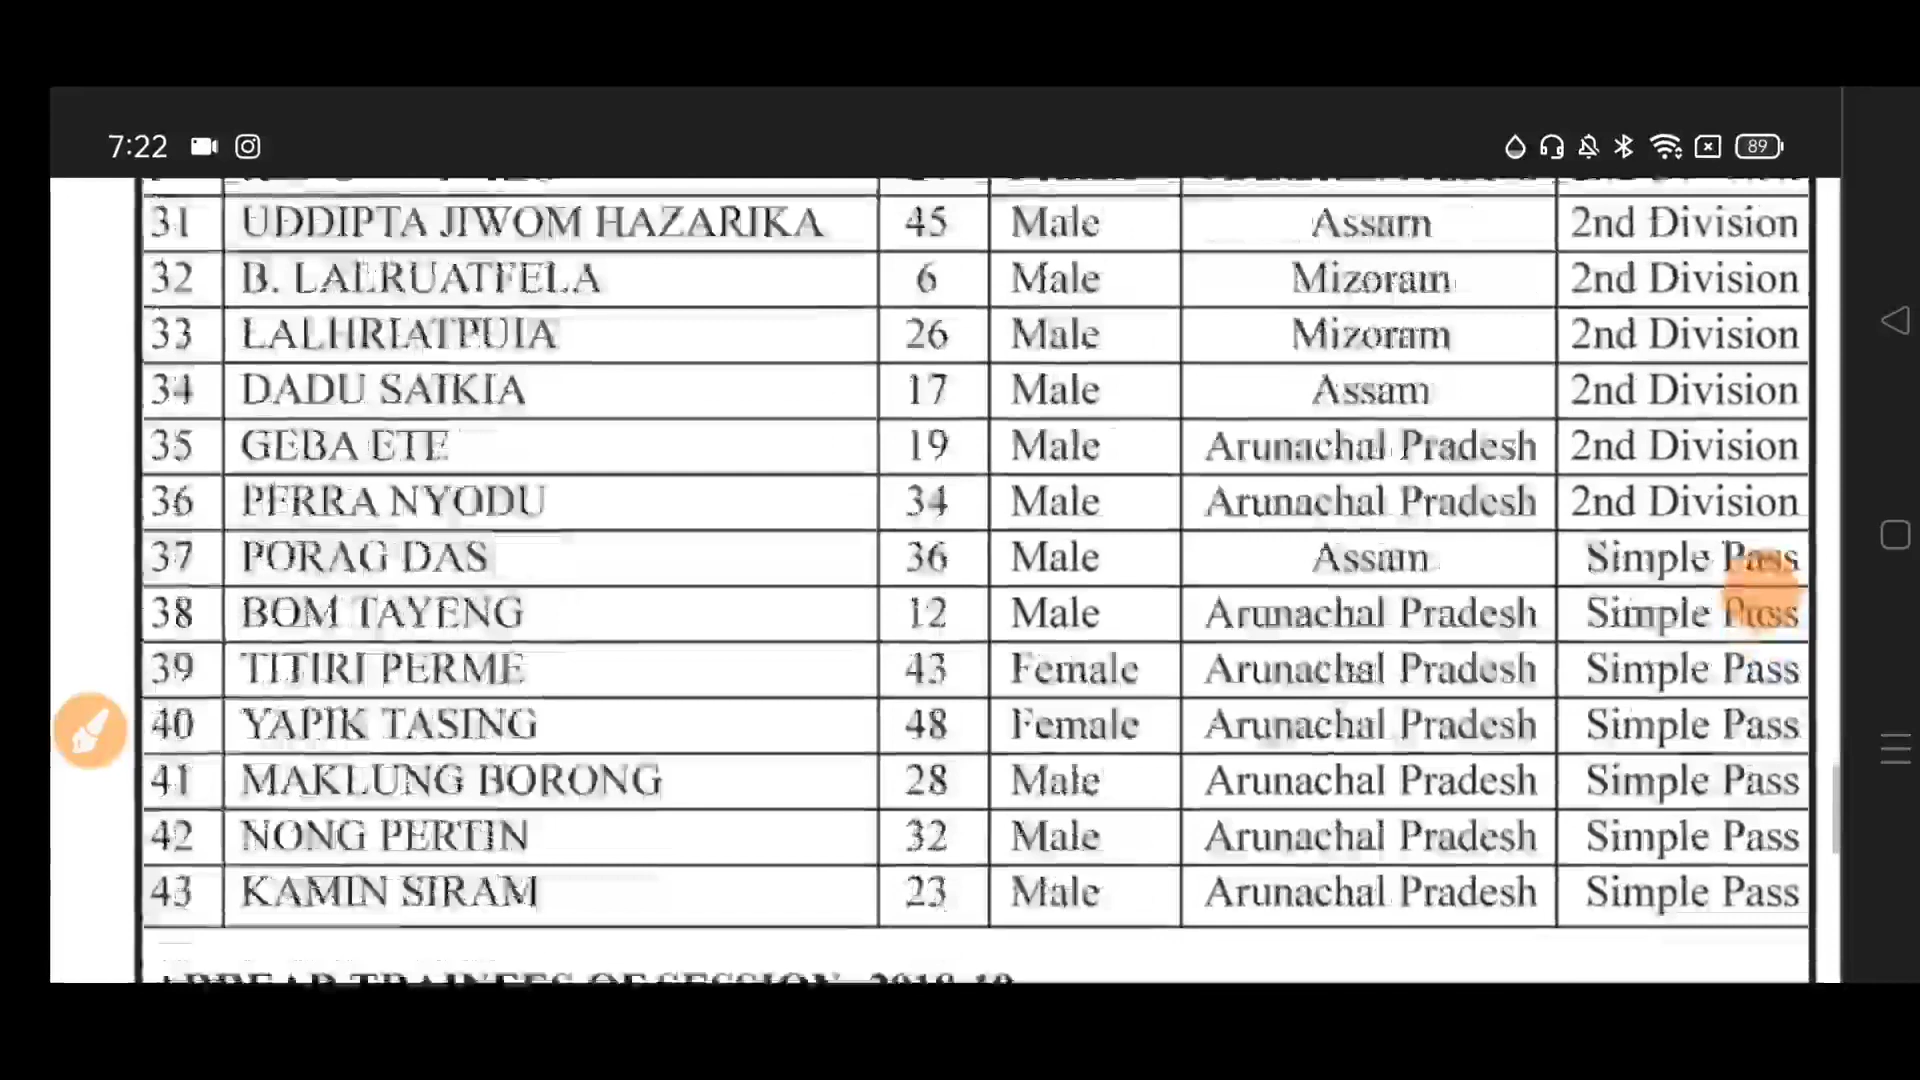 7:22 89
31 UDDIPTA JIWOM HAZARIKA 45 Male Assam 2nd Division
32 B. LALRUATFELA 6 Male Mizoram 2nd Division
33 LALHRIATPUIA 26 Male Mizoram 2nd Division
34 DADU SAIKIA 17 Male Assam 2nd Division
35 GEBA ETE 19 Male Arunachal Pradesh 2nd Division
36 PERRA NYODU 34 Male Arunachal Pradesh 2nd Division
37 PORAG DAS 36 Male Assam Simple Pass
38 BOM TAYENG 12 Male Arunachal Pradesh Simple Pass
39 TITIRI PERME 43 Female Arunachal Pradesh Simple Pass
40 YAPIK TASING 48 Female Arunachal Pradesh Simple Pass
41 MAKLUNG BORONG 28 Male Arunachal Pradesh Simple Pass
42 NONG PERTIN 32 Male Arunachal Pradesh Simple Pass
43 KAMIN SIRAM 23 Male Arunachal Pradesh Simple Pass
TRAINEES OF SESSION